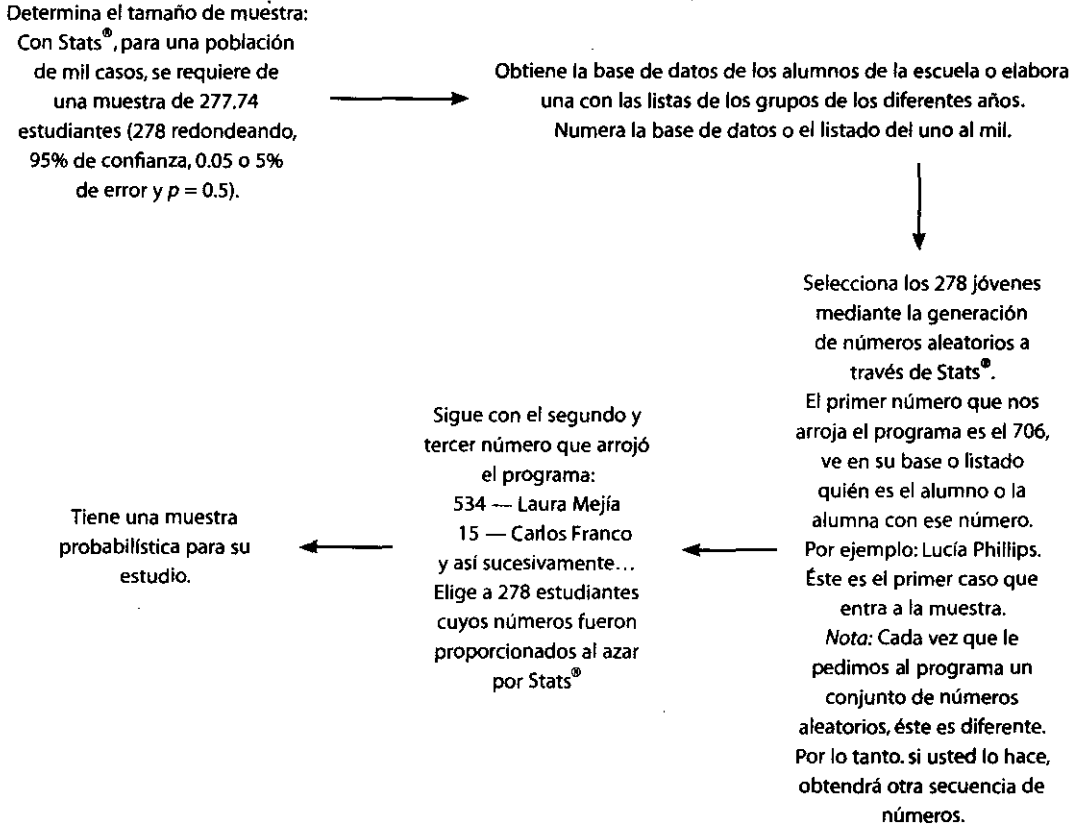 Determina el tamaño de muestra:
Con Stats®, para una población
de mil casos, se requiere de
una muestra de 277.74
estudiantes (278 redondeando,
95% de confianza, 0.05 o 5%
de error y p = 0.5).
Obtiene la base de datos de los alumnos de la escuela o elabora
una con las listas de los grupos de los diferentes años.
Numera la base de datos o el listado del uno al mil.
Selecciona los 278 jóvenes
mediante la generación
de números aleatorios a
través de Stats®.
El primer número que nos
arroja el programa es el 706,
ve en su base o listado
quién es el alumno o la
alumna con ese número.
Por ejemplo: Lucía Phillips.
Éste es el primer caso que
entra a la muestra.
Nota: Cada vez que le
pedimos al programa un
conjunto de números
aleatorios, éste es diferente.
Por lo tanto. si usted lo hace,
obtendrá otra secuencia de
números.
Sigue con el segundo y
tercer número que arrojó
el programa:
534 --- Laura Mejía
15 — Carlos Franco
y así sucesivamente...
Elige a 278 estudiantes
cuyos números fueron
proporcionados al azar
por Stats®
Tiene una muestra
probabilística para su
estudio.